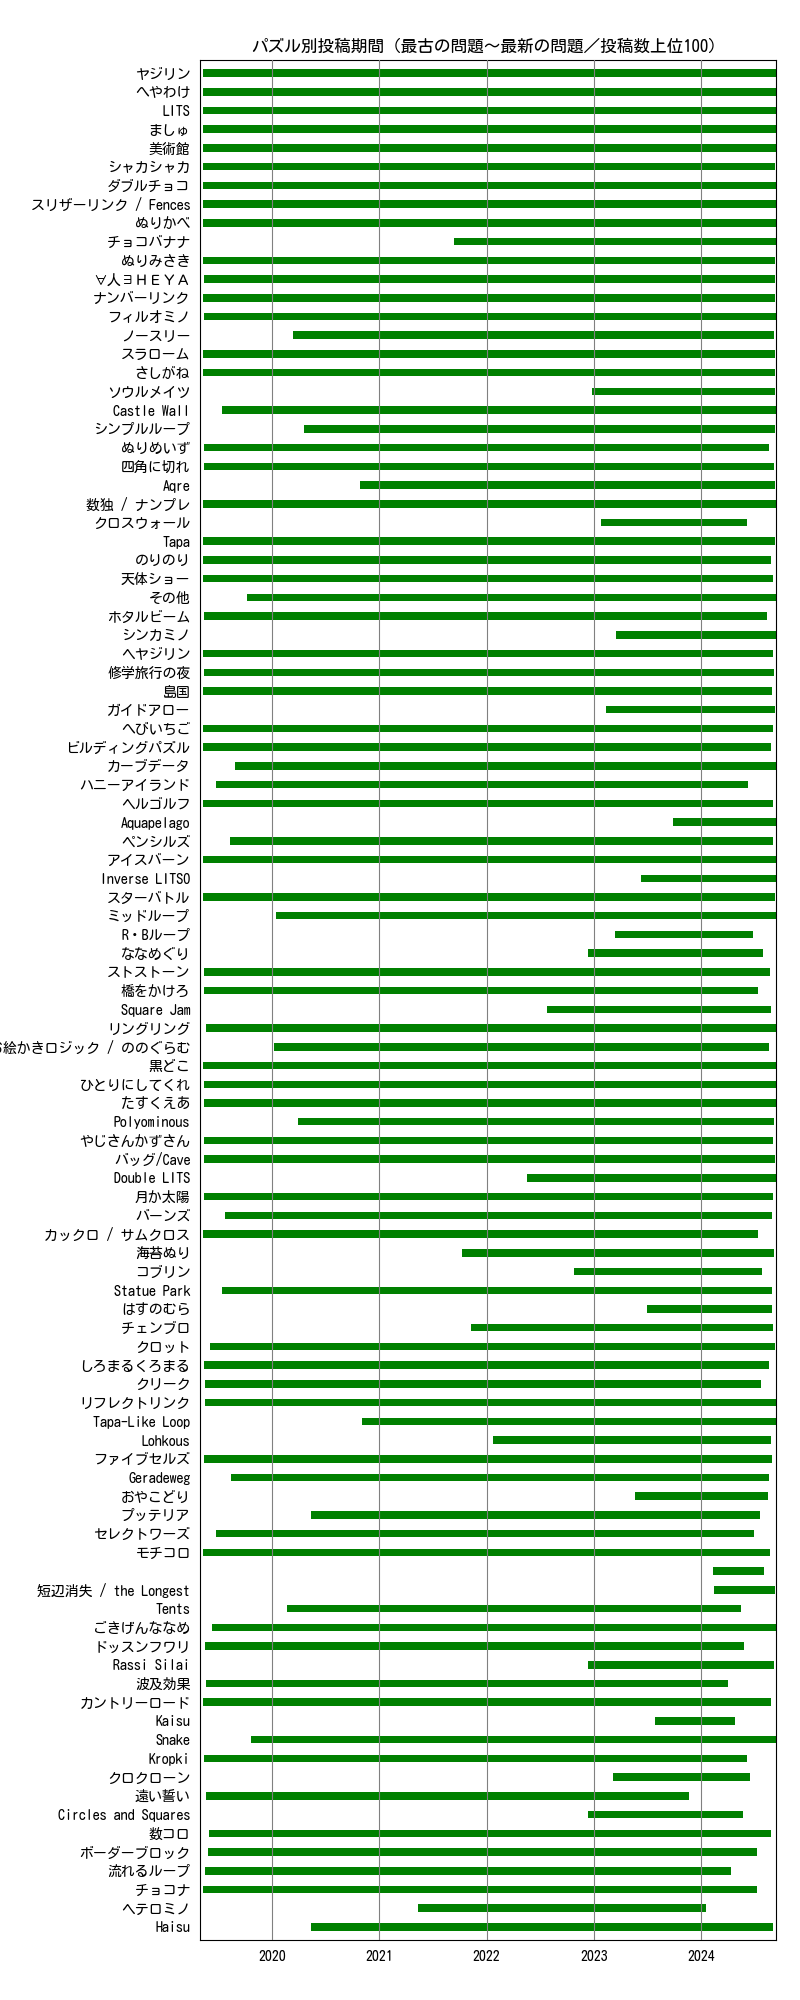 パズル別投稿期間（最古の問題～最新の問題／投稿数上位100）
ヤジリン
へやわけ
LITS
ましゅ
美術館
シャカシャカ
ダブルチョコ
スリザーリンク / Fences
ぬりかべ
チョコバナナ
ぬりみさき
∀人∃ＨＥＹＡ
ナンバーリンク
フィルオミノ
ノースリー
スラローム
さしがね
ソウルメイツ
Castle Wall
シンプルループ
ぬりめいず
四角に切れ
Aqre
数独 / ナンプレ
クロスウォール
Tapa
のりのり
天体ショー
その他
ホタルビーム
シンカミノ
ヘヤジリン
修学旅行の夜
島国
ガイドアロー
へびいちご
ビルディングパズル
カーブデータ
ハニーアイランド
ヘルゴルフ
Aquapelago
ペンシルズ
アイスバーン
Inverse LITSO
スターバトル
ミッドループ
R・Bループ
ななめぐり
ストストーン
橋をかけろ
Square Jam
リングリング
お絵かきロジック / ののぐらむ
黒どこ
ひとりにしてくれ
たすくえあ
Polyominous
やじさんかずさん
バッグ/Cave
Double LITS
月か太陽
バーンズ
カックロ / サムクロス
海苔ぬり
コブリン
Statue Park
はすのむら
チェンブロ
クロット
しろまるくろまる
クリーク
リフレクトリンク
Tapa-Like Loop
Lohkous
ファイブセルズ
Geradeweg
おやこどり
プッテリア
セレクトワーズ
モチコロ
短辺消失 / the Longest
Tents
ごきげんななめ
ドッスンフワリ
Rassi Silai
波及効果
カントリーロード
Kaisu
Snake
Kropki
クロクローン
遠い誓い
Circles and Squares
数コロ
ボーダーブロック
流れるループ
チョコナ
ヘテロミノ
Haisu
2020 2021 2022 2023 2024